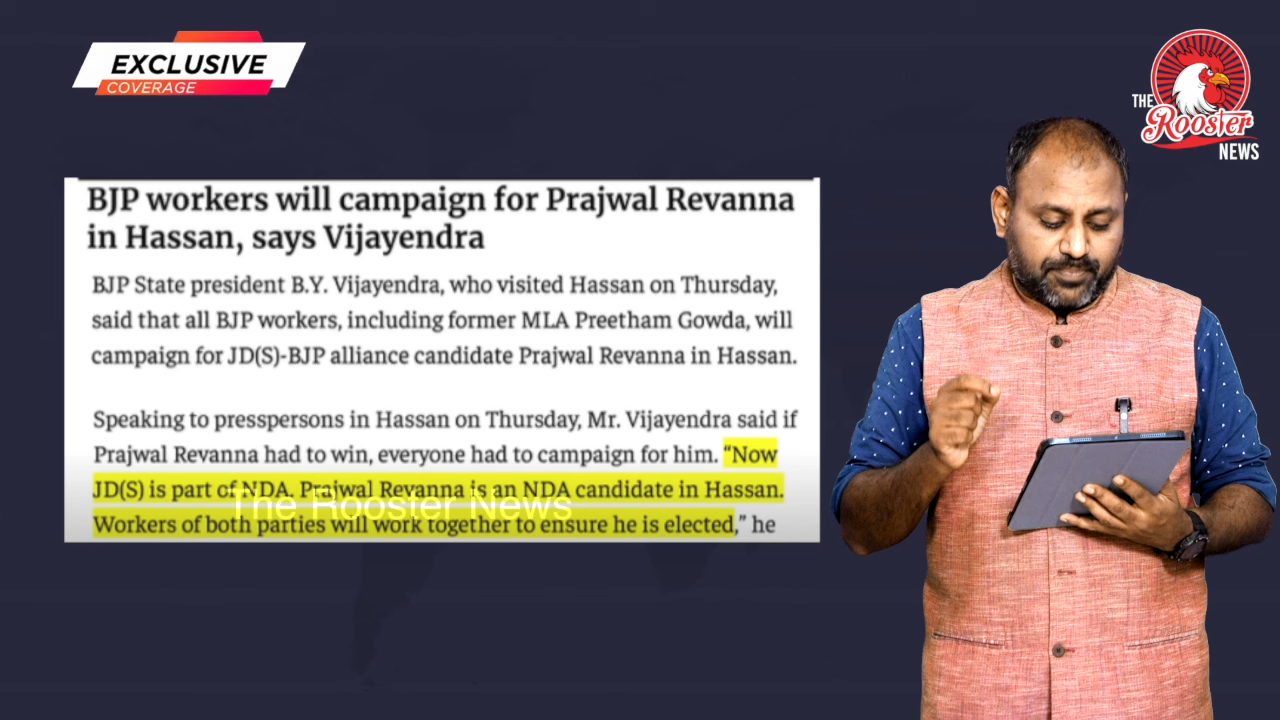 EXCLUSIVE
COVERAGE
THE
Rooster
NEWS
BJP workers will campaign for Prajwal Revanna
in Hassan, says Vijayendra
BJP State president B.Y. Vijayendra, who visited Hassan on Thursday,
said that all BJP workers, including former MLA Preetham Gowda, will
campaign for JD(S)-BJP alliance candidate Prajwal Revanna in Hassan.
Speaking to presspersons in Hassan on Thursday, Mr. Vijayendra said if
Prajwal Revanna had to win, everyone had to campaign for him. “Now
JD(S) is part of NDA. Prajwal Revanna is an NDA candidate in Hassan.
The Rooster News
Workers of both parties will work together to ensure he is elected,” he